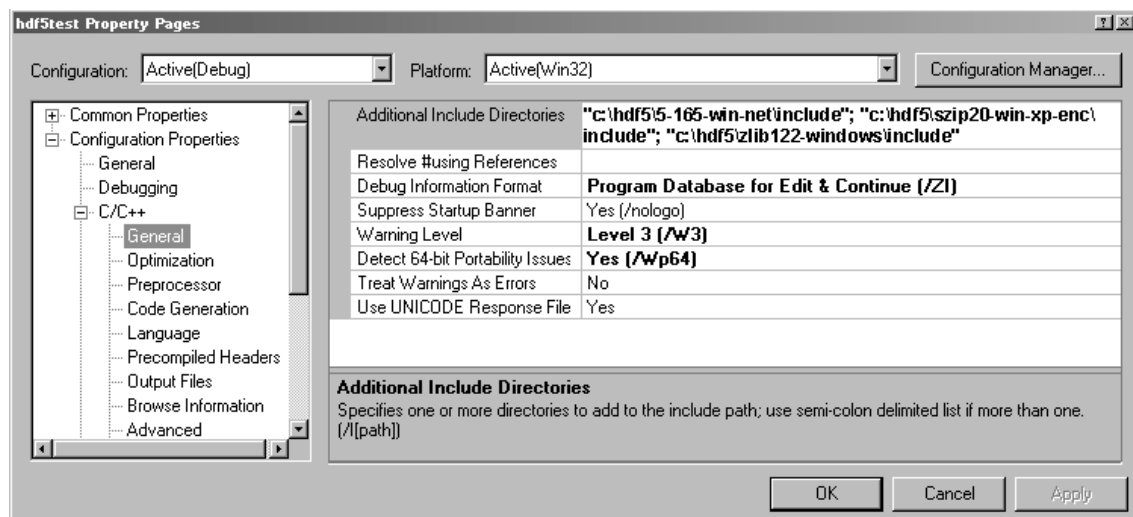 hdf5test Property Pages
Configuration: Active(Debug) Platform: Active(Win32) Configuration Manager...
Common Properties
Configuration Properties
General
Debugging
C/C++
General
Optimization
Preprocessor
Code Generation
Language
Precompiled Headers
Output Files
Browse Information
Advanced
Additional Include Directories "c:\hdf5\5-165-win-net\include"; "c:\hdf5\szip20-win-xp-enc\
include"; "c:\hdf5\zlib122-windows\include"
Resolve #using References
Debug Information Format Program Database for Edit & Continue (/ZI)
Suppress Startup Banner Yes (/nologo)
Warning Level Level 3 (/W3)
Detect 64-bit Portability Issues Yes (/Wp64)
Treat Warnings As Errors No
Use UNICODE Response File Yes
Additional Include Directories
Specifies one or more directories to add to the include path; use semi-colon delimited list if more than one.
(/I[path])
OK Cancel Apply